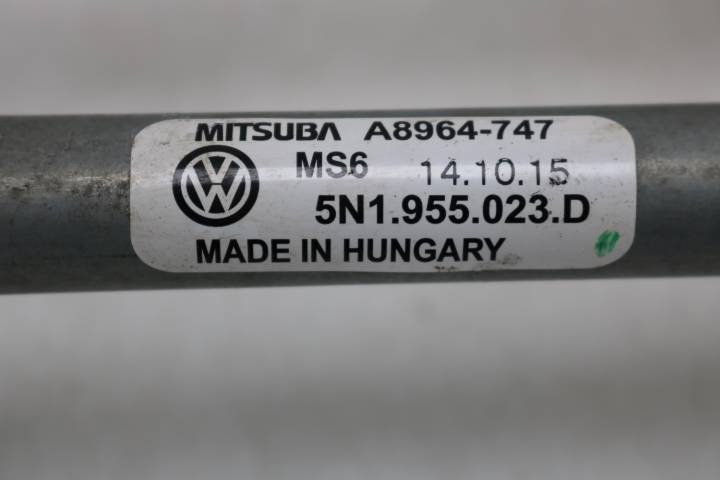 MITSUBA A8964-747
MS6 14.10.15
5N1.955.023.D
MADE IN HUNGARY